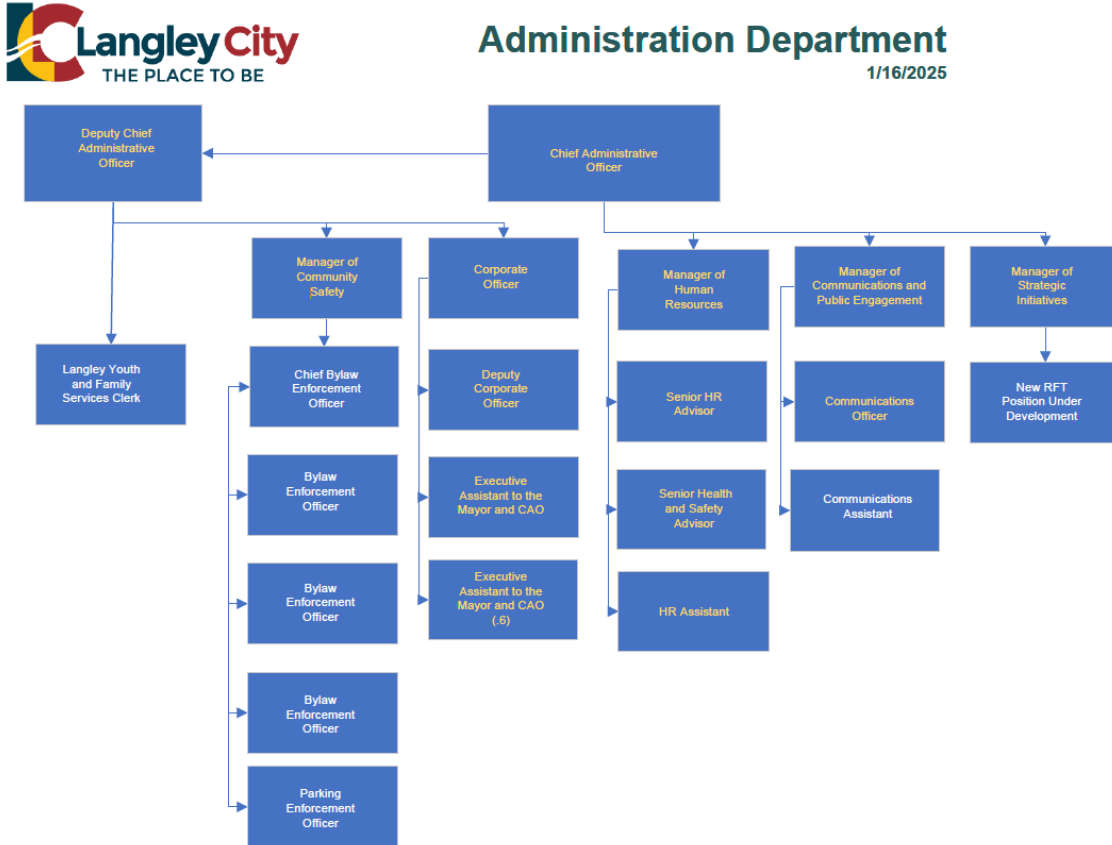 Langley City
THE PLACE TO BE
Administration Department
1/16/2025
Deputy Chief
Administrative
Officer
Chief Administrative
Officer
Manager of
Community
Safety
Corporate
Officer
Manager of
Human
Resources
Manager of
Communications and
Public Engagement
Manager of
Strategic
Initiatives
Langley Youth
and Family
Services Clerk
Chief Bylaw
Enforcement
Officer
Deputy
Corporate
Officer
Senior HR
Advisor
Communications
Officer
New RFT
Position Under
Development
Bylaw
Enforcement
Officer
Executive
Assistant to the
Mayor and CAO
Senior Health
and Safety
Advisor
Communications
Assistant
Bylaw
Enforcement
Officer
Executive
Assistant to the
Mayor and CAO
(.6)
HR Assistant
Bylaw
Enforcement
Officer
Parking
Enforcement
Officer